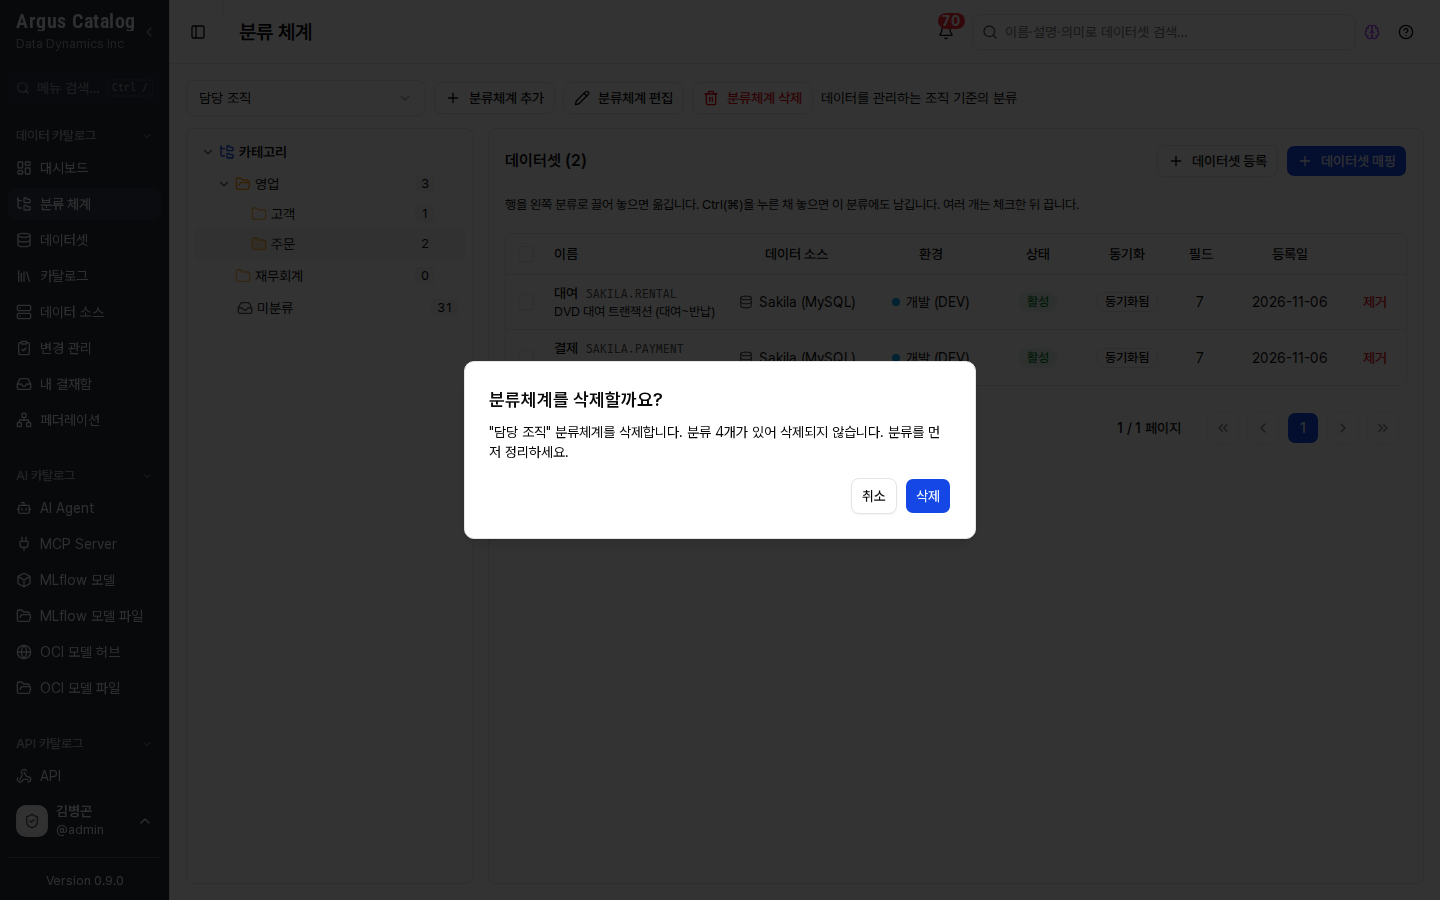 Argus Catalog
Data Dynamics Inc
메뉴 검색... Ctrl /
데이터 카탈로그
대시보드
분류 체계
데이터셋
카탈로그
데이터 소스
변경 관리
내 결재함
페더레이션
AI 카탈로그
AI Agent
MCP Server
MLflow 모델
MLflow 모델 파일
OCI 모델 허브
OCI 모델 파일
API 카탈로그
API
김병곤
@admin
Version 0.9.0
분류 체계
70
이름·설명·의미로 데이터셋 검색...
담당 조직
분류체계 추가
분류체계 편집
분류체계 삭제
데이터를 관리하는 조직 기준의 분류
카테고리
영업 3
고객 1
주문 2
재무회계 0
미분류 31
데이터셋 (2)
데이터셋 등록
데이터셋 매핑
행을 왼쪽 분류로 끌어 놓으면 옮깁니다. Ctrl(⌘)을 누른 채 놓으면 이 분류에도 남깁니다. 여러 개는 체크한 뒤 끕니다.
이름 데이터 소스 환경 상태 동기화 필드 등록일
대여 SAKILA.RENTAL
DVD 대여 트랜잭션 (대여~반납)
Sakila (MySQL) 개발 (DEV) 활성 동기화됨 7 2026-11-06 제거
결제 SAKILA.PAYMENT
Sakila (MySQL) 개발 (DEV) 활성 동기화됨 7 2026-11-06 제거
1 / 1 페이지
1
분류체계를 삭제할까요?
"담당 조직" 분류체계를 삭제합니다. 분류 4개가 있어 삭제되지 않습니다. 분류를 먼
저 정리하세요.
취소
삭제